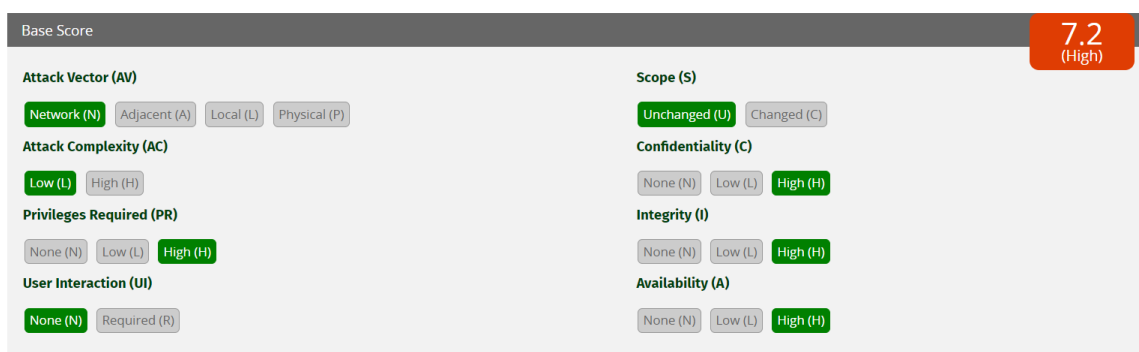 Base Score
7.2
(High)
Attack Vector (AV)
Network (N) Adjacent (A) Local (L) Physical (P)
Attack Complexity (AC)
Low (L) High (H)
Privileges Required (PR)
None (N) Low (L) High (H)
User Interaction (UI)
None (N) Required (R)
Scope (S)
Unchanged (U) Changed (C)
Confidentiality (C)
None (N) Low (L) High (H)
Integrity (I)
None (N) Low (L) High (H)
Availability (A)
None (N) Low (L) High (H)